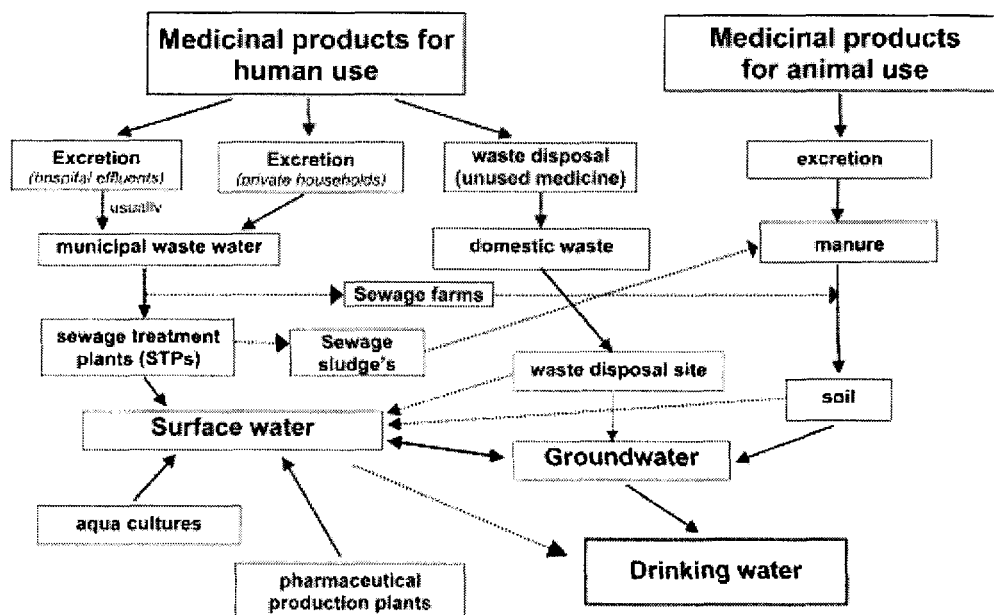 Medicinal products for
human use
Medicinal products
for animal use
Excretion
(hospital effluents)
Excretion
(private households)
waste disposal
(unused medicine)
excretion
usually
municipal waste water
domestic waste
manure
Sewage farms
sewage treatment
plants (STPs)
Sewage
sludge's
waste disposal site
soil
Surface water
Groundwater
aqua cultures
Drinking water
pharmaceutical
production plants